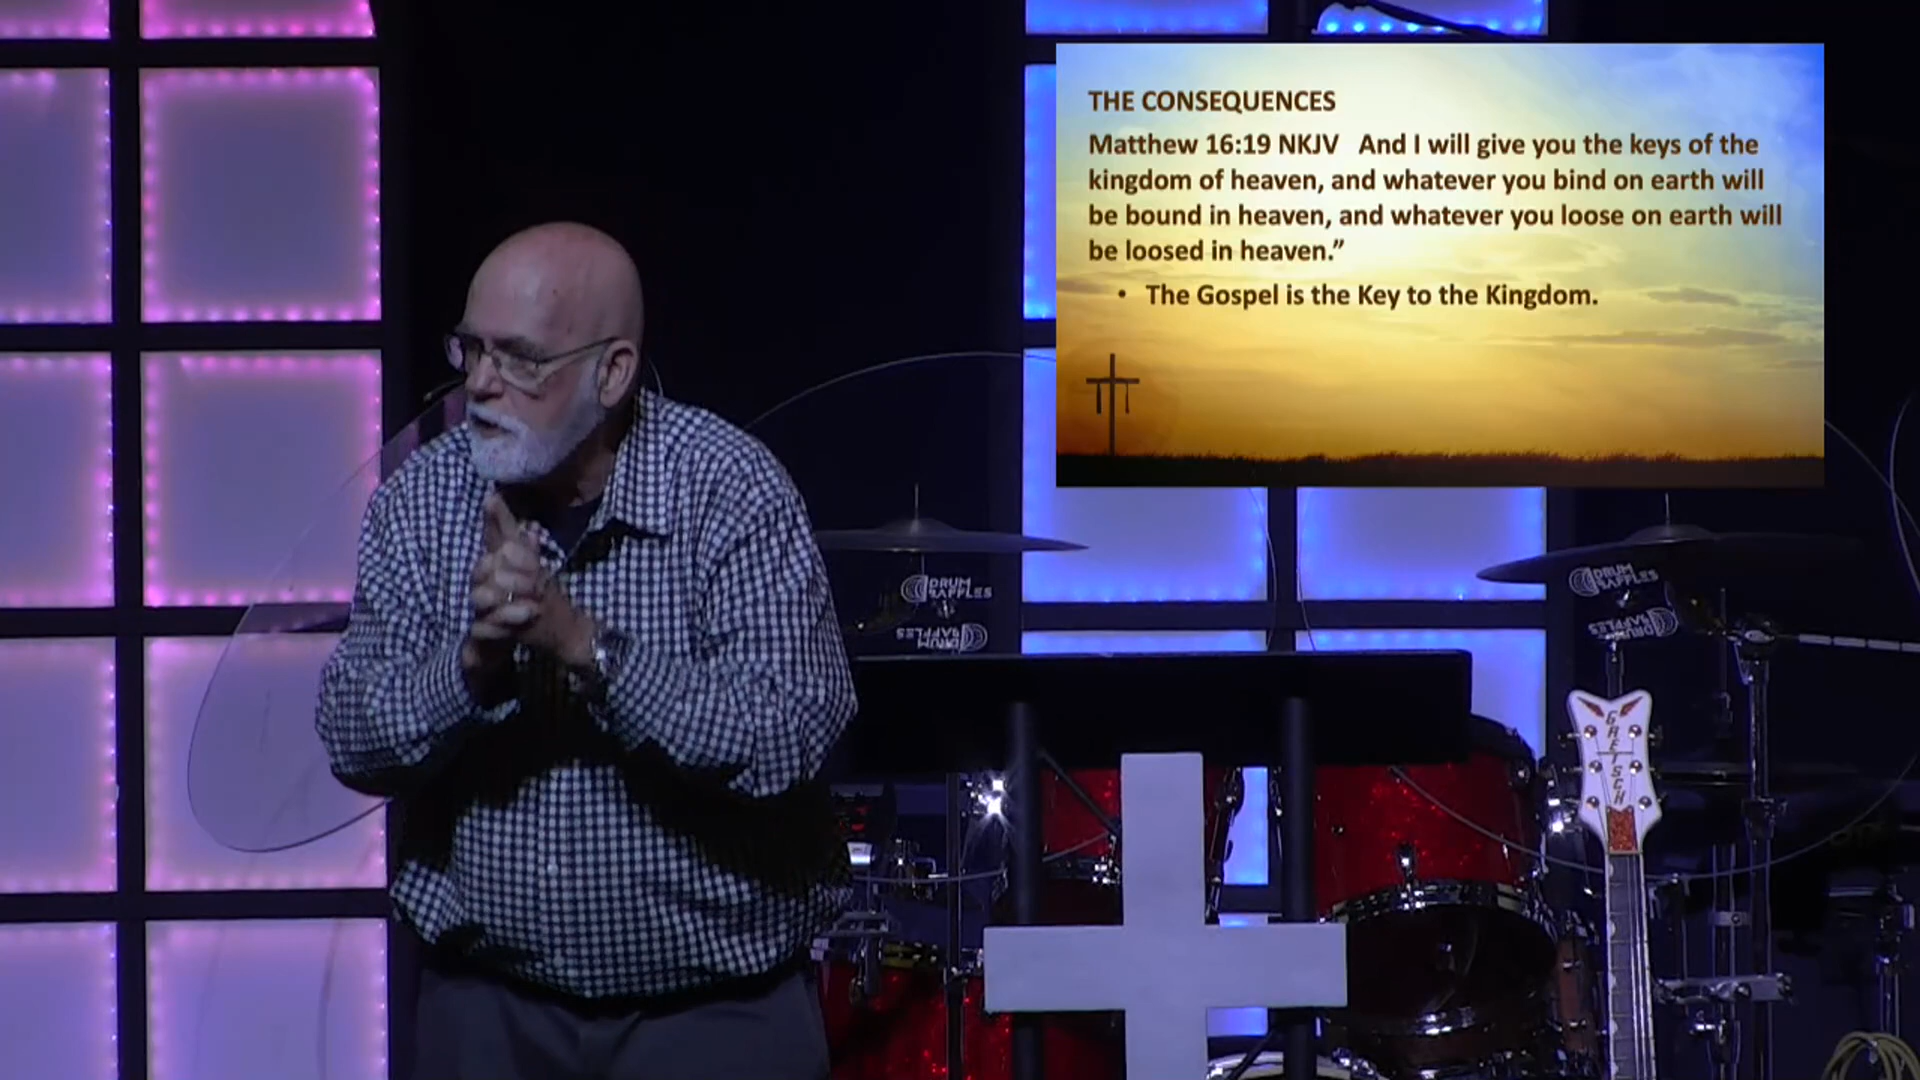 THE CONSEQUENCES
Matthew 16:19 NKJV And I will give you the keys of the
kingdom of heaven, and whatever you bind on earth will
be bound in heaven, and whatever you loose on earth will
be loosed in heaven.”
• The Gospel is the Key to the Kingdom.
DRUM
BAFFLES
DRUM
BAFFLES
DRUM
BAFFLES
DRUM
BAFFLES
GRETSCH